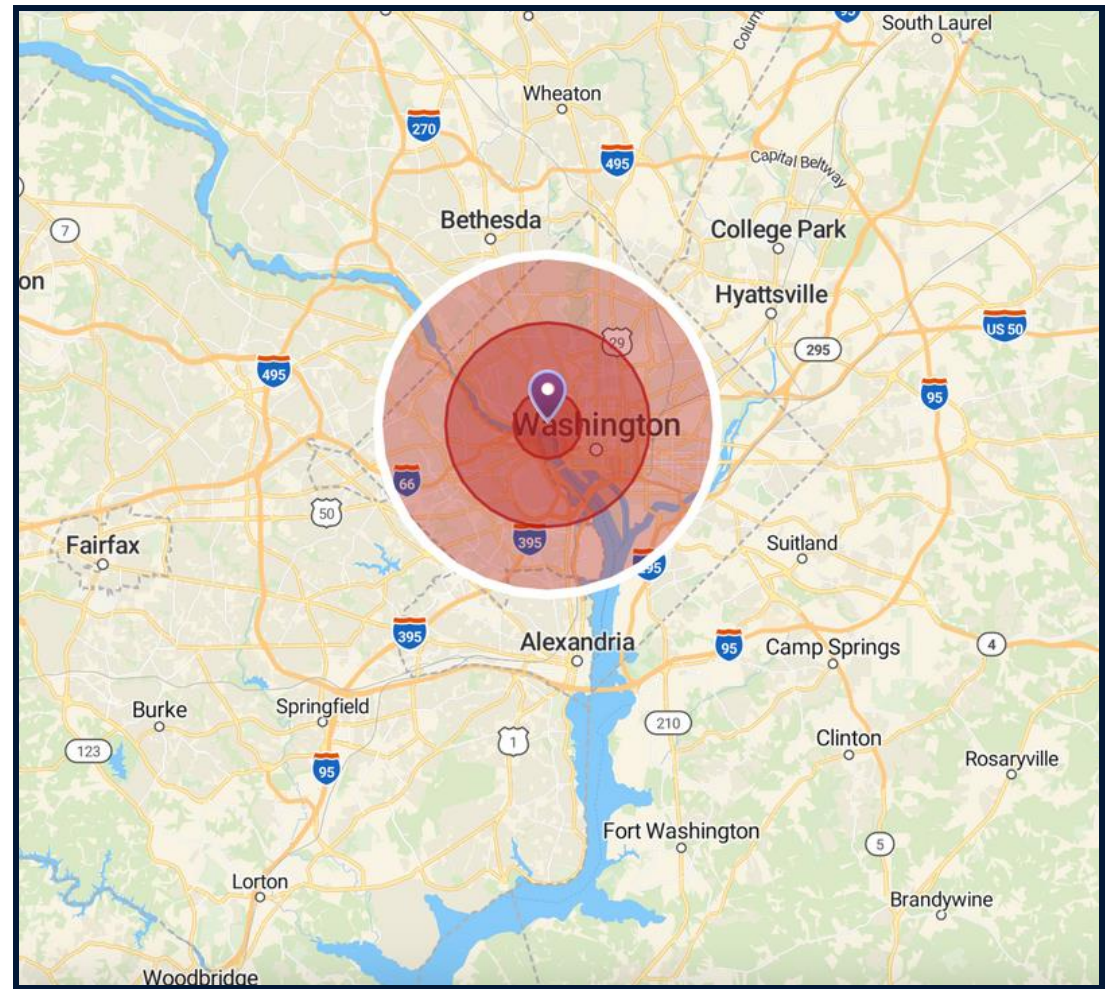 95
South Laurel
Colum
Wheaton
270
495
Capital Beltway
7
Bethesda
College Park
on
Hyattsville
US 50
29
295
495
95
Washington
66
50
395
Fairfax
Suitland
295
395
Alexandria
95
Camp Springs
4
Springfield
Burke
210
1
Clinton
123
Rosaryville
95
Fort Washington
5
Lorton
Brandywine
Woodbridge